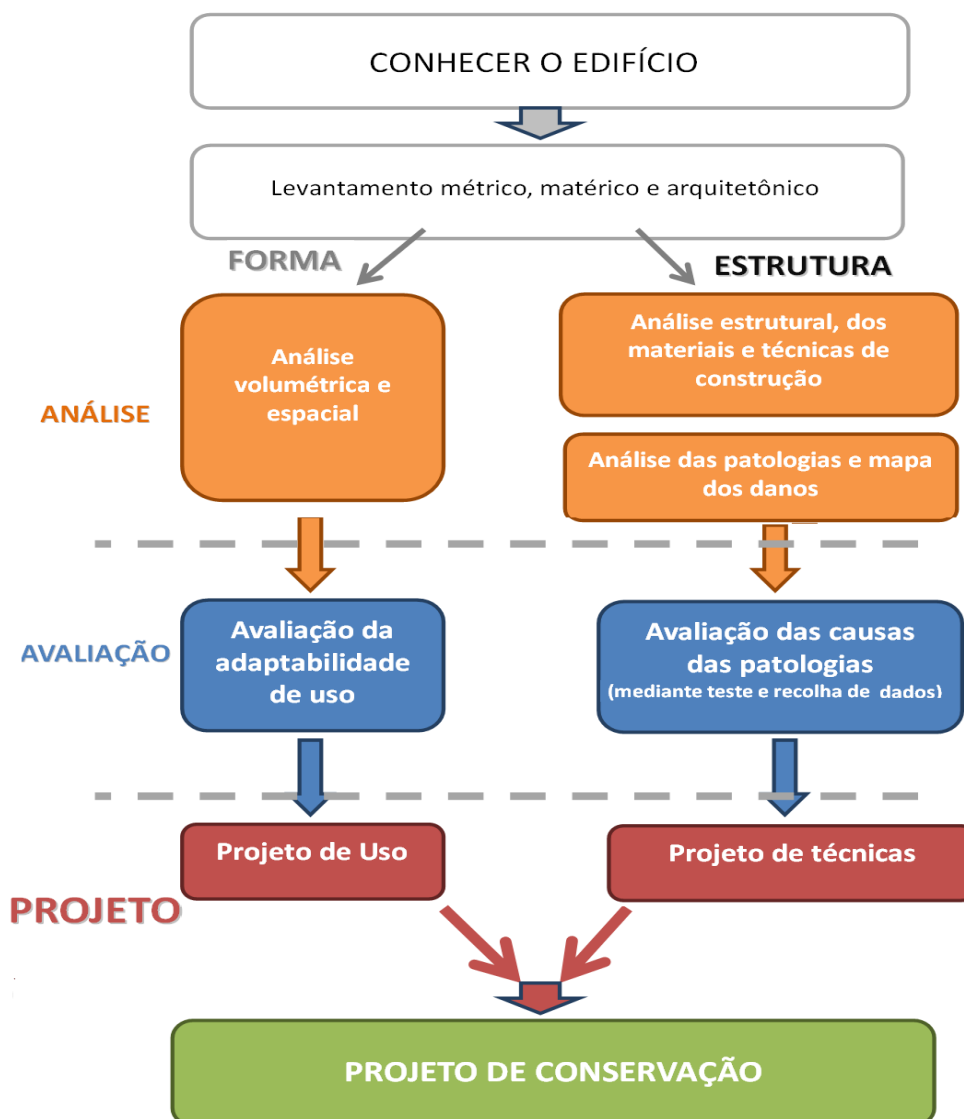 CONHECER O EDIFÍCIO
Levantamento métrico, matérico e arquitetônico
FORMA
ESTRUTURA
ANÁLISE
Análise
volumétrica e
espacial
Análise estrutural, dos
materiais e técnicas de
construção
Análise das patologias e mapa
dos danos
AVALIAÇÃO
Avaliação da
adaptabilidade
de uso
Avaliação das causas
das patologias
(mediante teste e recolha de dados)
PROJETO
Projeto de Uso
Projeto de técnicas
PROJETO DE CONSERVAÇÃO